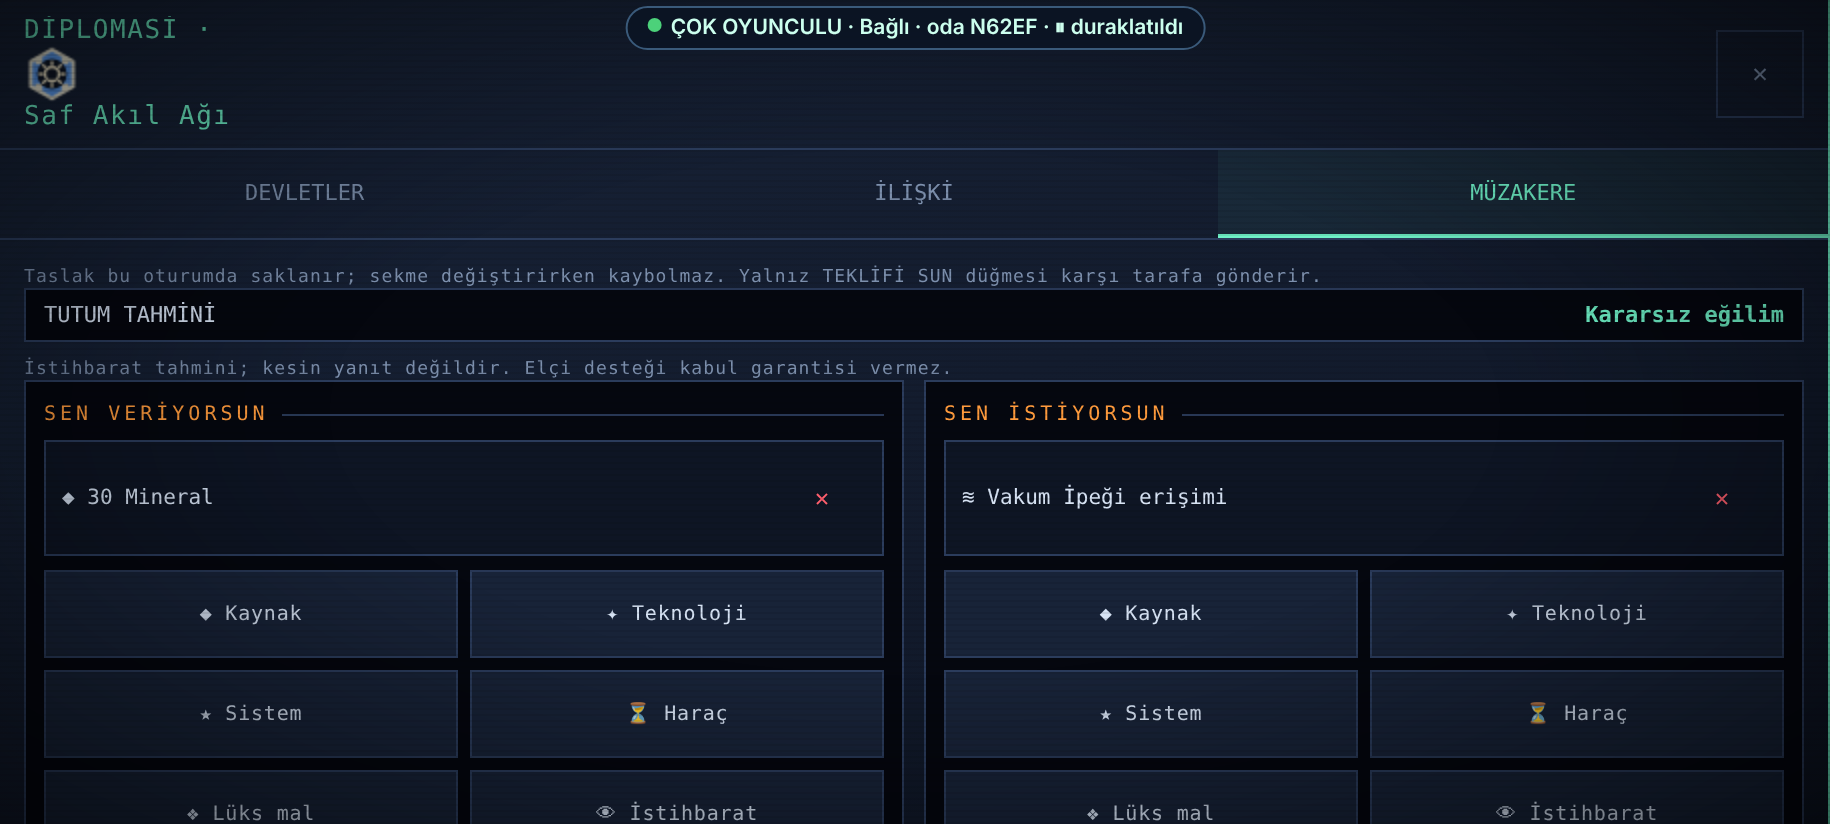 DİPLOMASİ ·
ÇOK OYUNCULU · Bağlı · oda N62EF · ⏸ duraklatıldı
×
Saf Akıl Ağı
DEVLETLER
İLİŞKİ
MÜZAKERE
Taslak bu oturumda saklanır; sekme değiştirirken kaybolmaz. Yalnız TEKLİFİ SUN düğmesi karşı tarafa gönderir.
TUTUM TAHMİNİ
Kararsız eğilim
İstihbarat tahmini; kesin yanıt değildir. Elçi desteği kabul garantisi vermez.
SEN VERİYORSUN
◆ 30 Mineral ×
◆ Kaynak
✦ Teknoloji
★ Sistem
⏳ Haraç
❖ Lüks mal
👁 İstihbarat
SEN İSTİYORSUN
≋ Vakum İpeği erişimi ×
◆ Kaynak
✦ Teknoloji
★ Sistem
⏳ Haraç
❖ Lüks mal
👁 İstihbarat